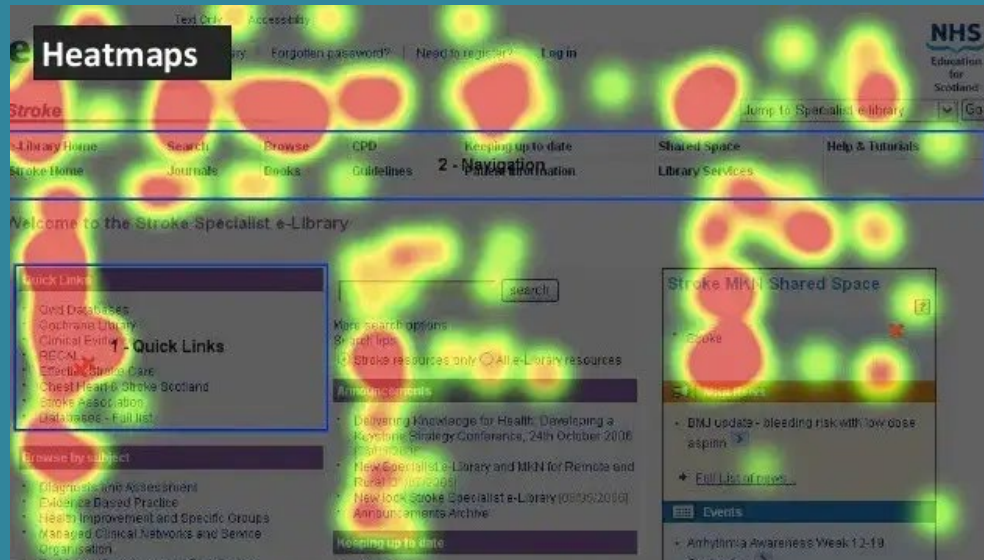 Text Only Accessibility
NHS
Heatmaps
Forgotten password? Need to register? Log in
Education
for
Scotland
Stroke
Jump to Specialist e-library Go
e-Library Home Search Browse CPD Keeping up to date Shared Space Help & Tutorials
2 - Navigation
Stroke Home Journals Books Guidelines Patient Information Library Services
Welcome to the Stroke Specialist e-Library
Quick Links
Ovid Databases
Cochrane Library
Clinical Evidence
1 - Quick Links
RECAL
Effective Stroke Care
Chest Heart & Stroke Scotland
Stroke Association
Databases - Full list
Browse by subject
Diagnosis and Assessment
Evidence Based Practice
Health Improvement and Specific Groups
Managed Clinical Networks and Service
Organisation
search
More search options
Search tips
Stroke resources only All e-Library resources
Announcements
Delivering Knowledge for Health: Developing a
Keystone Strategy Conference, 24th October 2006
New Specialist e-Library and MKN for Remote and
Rural
New look Stroke Specialist e-Library
Announcements Archive
Keeping up to date
Stroke MKN Shared Space
?
Stroke
News
BMJ update - bleeding risk with low dose
aspirin
Full List of news...
Events
Arrhythmia Awareness Week 12-18